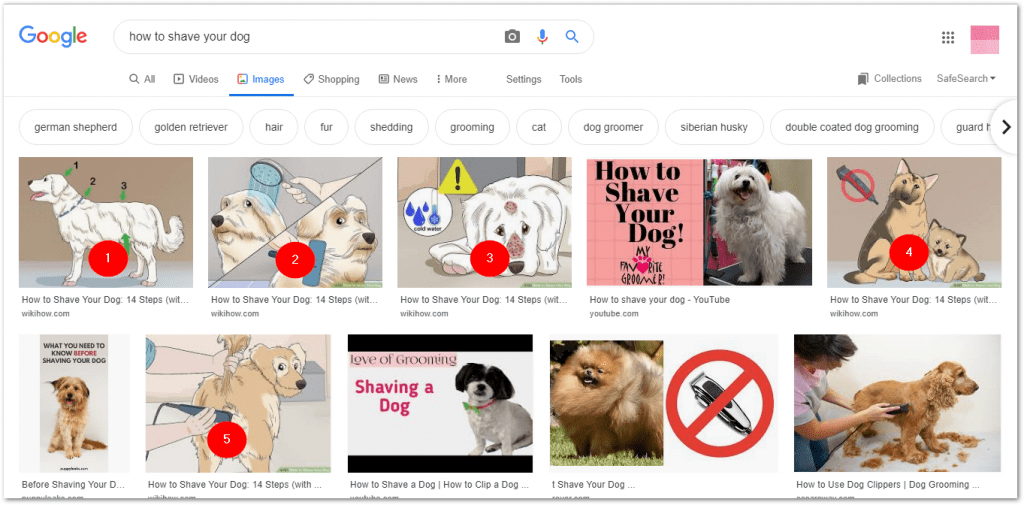 Google
how to shave your dog
All
Videos
Images
Shopping
News
More
Settings
Tools
Collections
SafeSearch
german shepherd
golden retriever
hair
fur
shedding
grooming
cat
dog groomer
siberian husky
double coated dog grooming
guard h
1
2
3
1
2
cold water
3
How to
Shave
Your
Dog!
MY
FAVORITE
GROOMER!
4
How to Shave Your Dog: 14 Steps (wit...
wikihow.com
How to Shave Your Dog: 14 Steps (wit...
wikihow.com
How to Shave Your Dog: 14 Steps (wit...
wikihow.com
How to shave your dog - YouTube
youtube.com
How to Shave Your Dog: 14 Steps (wit...
wikihow.com
WHAT YOU NEED TO
KNOW BEFORE
SHAVING YOUR DOG
5
Love of Grooming
Shaving a
Dog
Before Shaving Your D...
puppyleaks.com
How to Shave Your Dog: 14 Steps (with ...
wikihow.com
How to Shave a Dog | How to Clip a Dog ...
youtube.com
t Shave Your Dog ...
rover.com
How to Use Dog Clippers | Dog Grooming ...